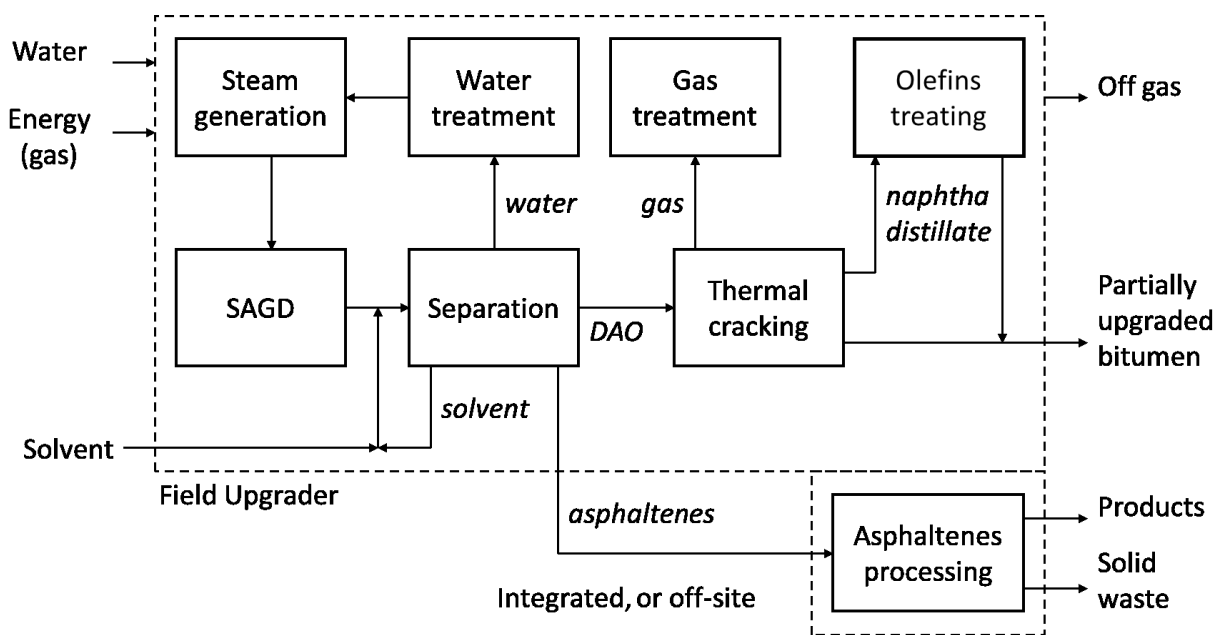 Water
Energy
(gas)
Steam
generation
Water
treatment
Gas
treatment
Olefins
treating
Off gas
water
gas
naphtha
distillate
SAGD
Separation
DAO
Thermal
cracking
Partially
upgraded
bitumen
solvent
Solvent
Field Upgrader
asphaltenes
Asphaltenes
processing
Products
Solid
waste
Integrated, or off-site